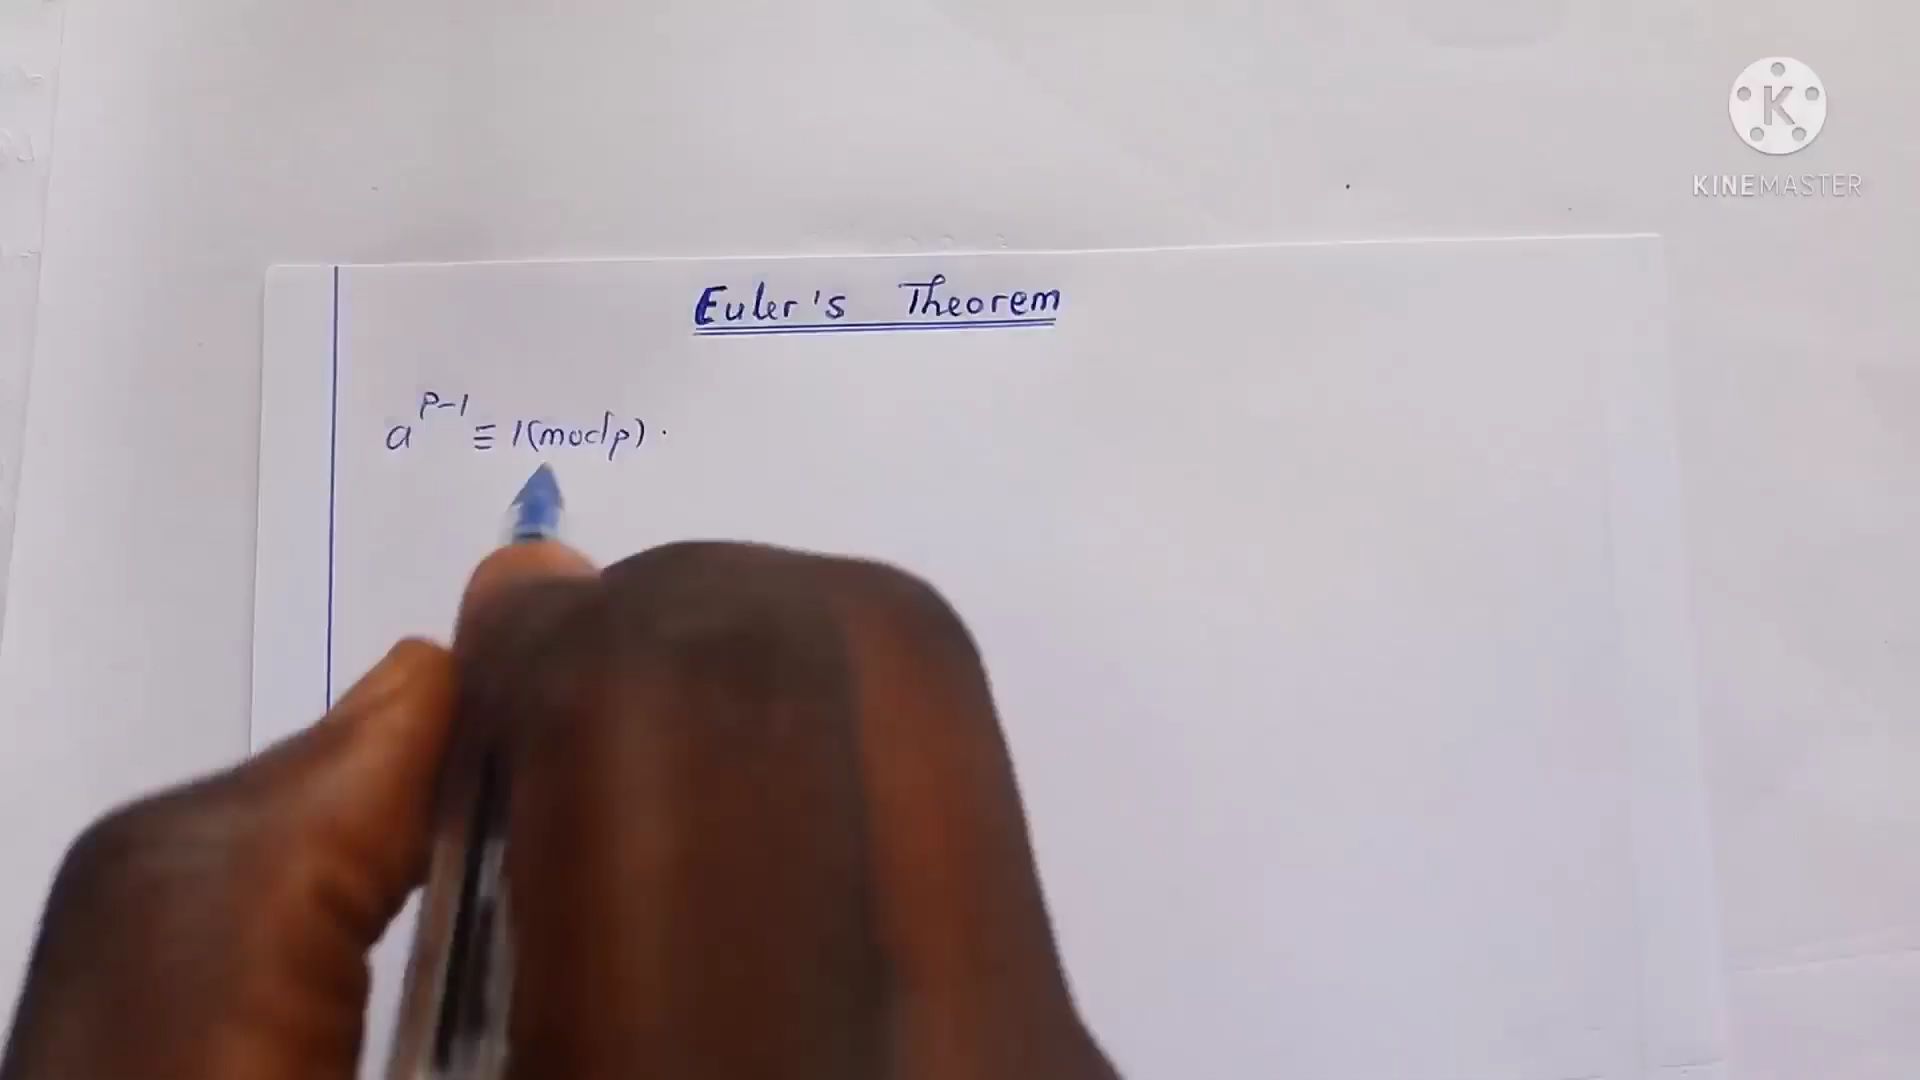 K
KINEMASTER
Euler's Theorem
a^{p-1} ≡ 1(mod p).